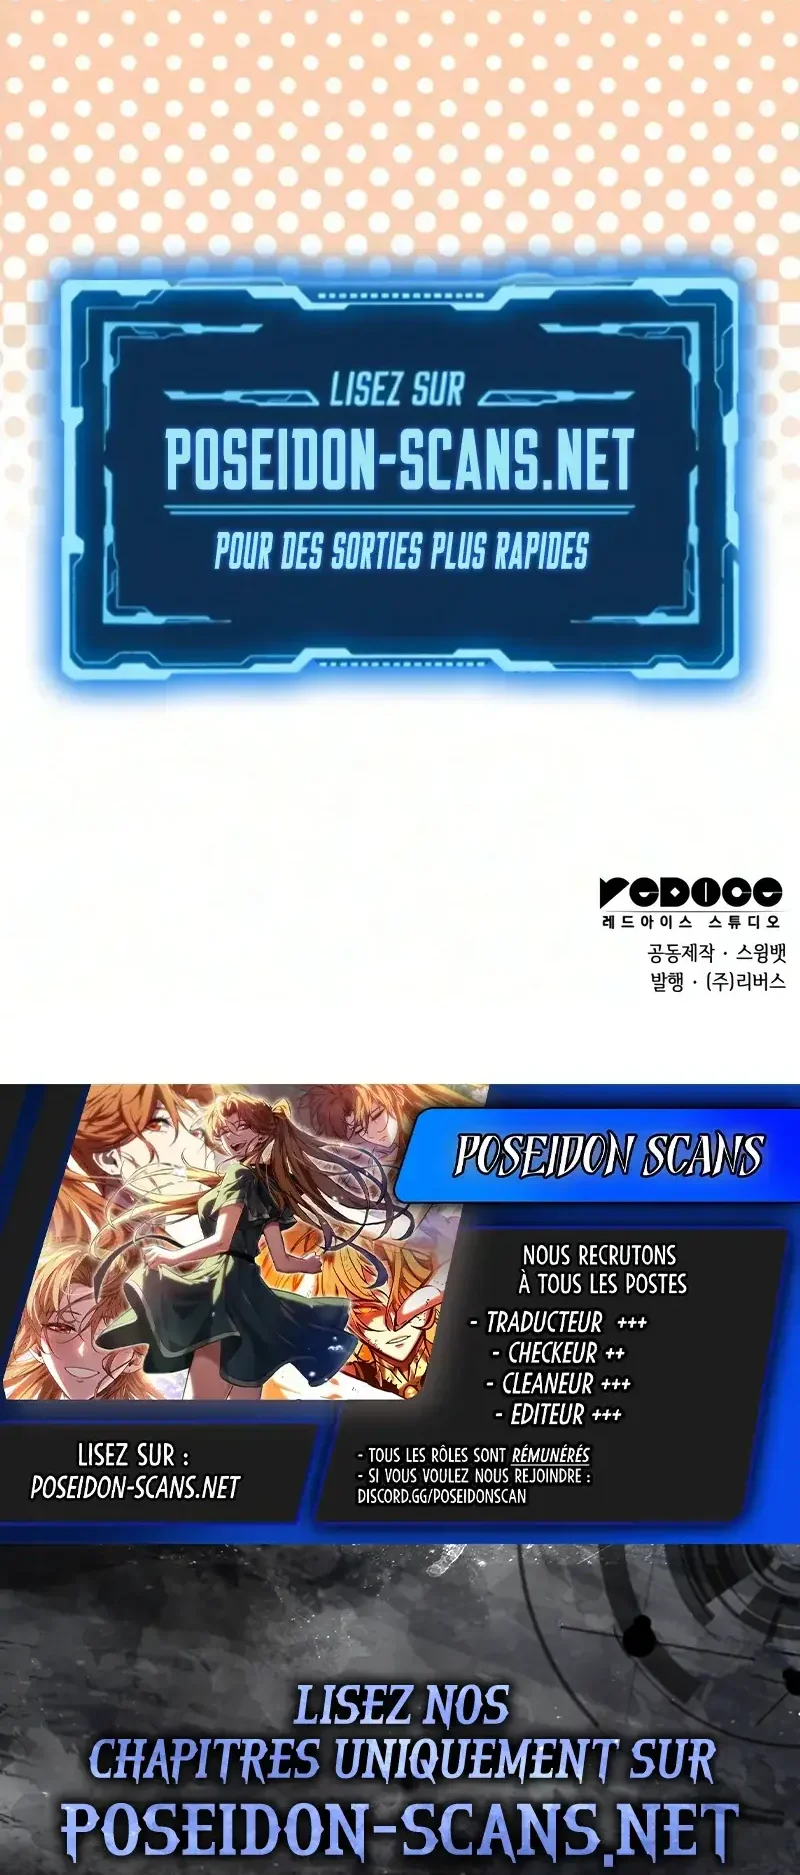 LISEZ SUR
POSEIDON-SCANS.NET
POUR DES SORTIES PLUS RAPIDES
REDICE
레드아이스 스튜디오
공동제작 · 스윙뱃
발행 · (주)리버스
POSEIDON SCANS
NOUS RECRUTONS
À TOUS LES POSTES
- TRADUCTEUR +++
- CHECKEUR ++
- CLEANEUR +++
- EDITEUR +++
LISEZ SUR :
POSEIDON-SCANS.NET
- TOUS LES RÔLES SONT RÉMUNÉRÉS
- SI VOUS VOULEZ NOUS REJOINDRE :
DISCORD.GG/POSEIDONSCAN
LISEZ NOS
CHAPITRES UNIQUEMENT SUR
POSEIDON-SCANS.NET